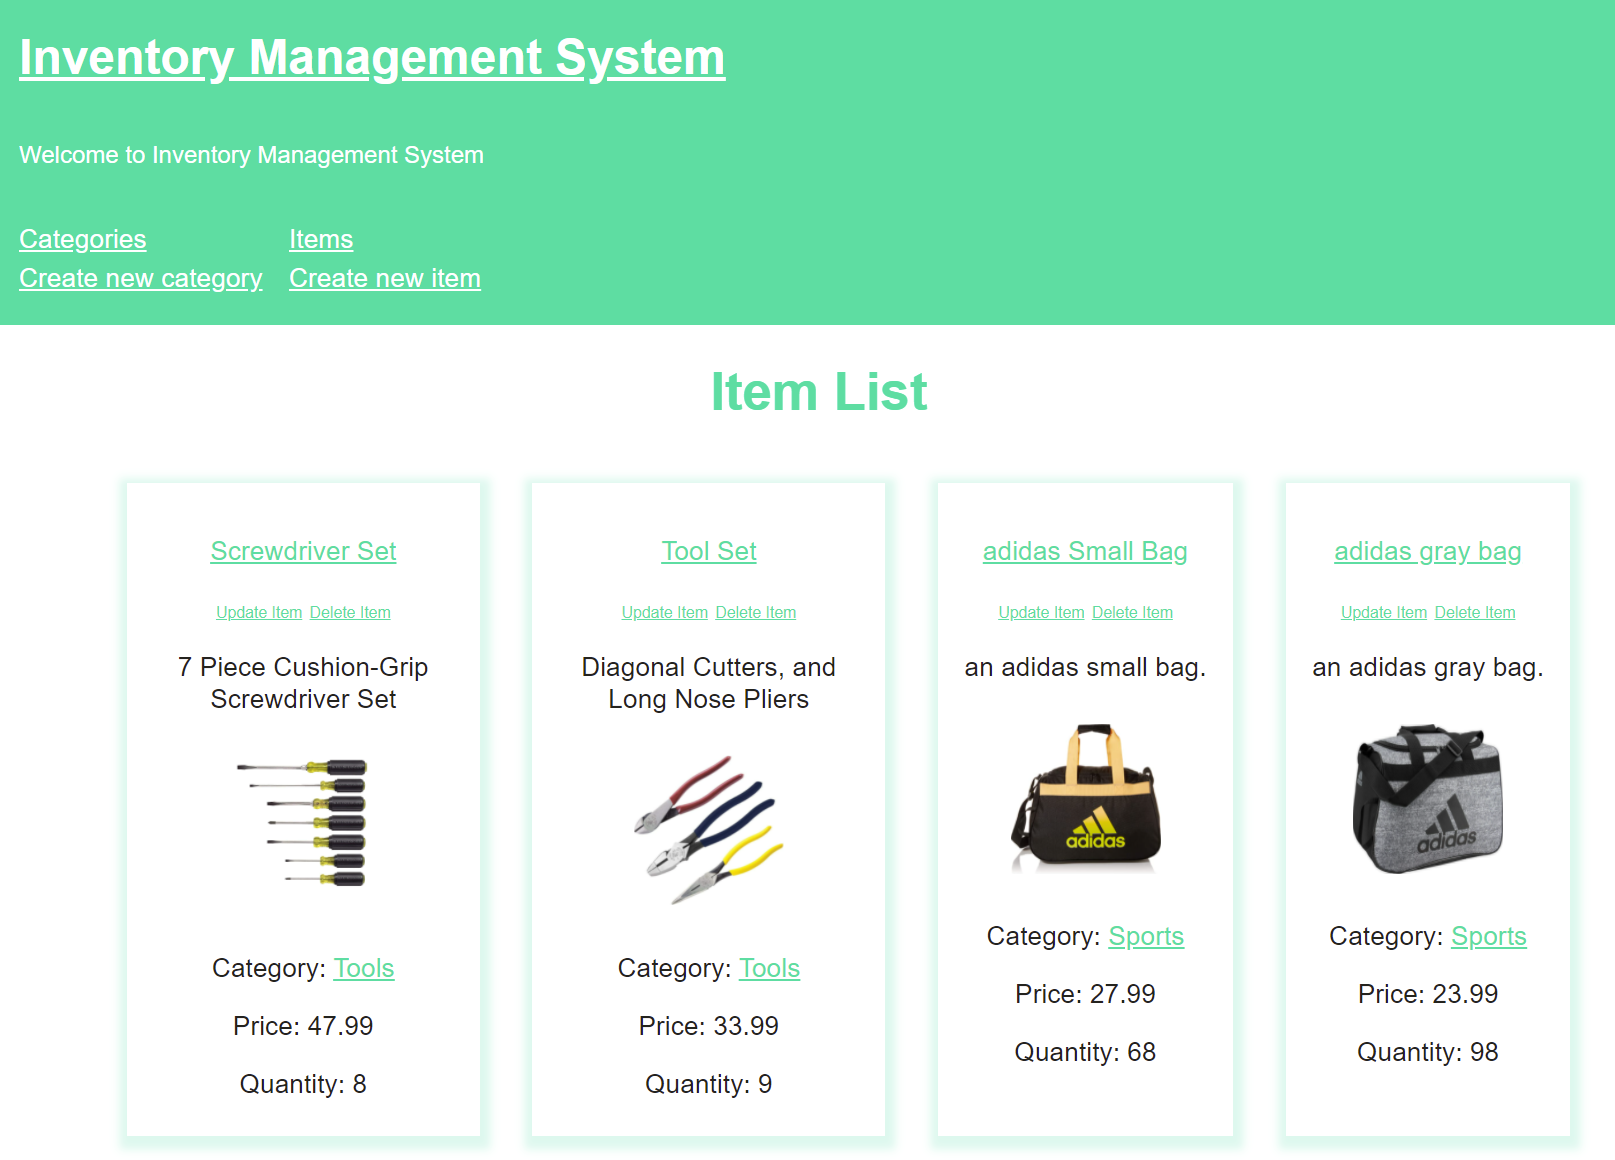 Inventory Management System
Welcome to Inventory Management System
Categories Items
Create new category Create new item
Item List
Screwdriver Set
Update Item Delete Item
7 Piece Cushion-Grip
Screwdriver Set
Category: Tools
Price: 47.99
Quantity: 8
Tool Set
Update Item Delete Item
Diagonal Cutters, and
Long Nose Pliers
Category: Tools
Price: 33.99
Quantity: 9
adidas Small Bag
Update Item Delete Item
an adidas small bag.
adidas
Category: Sports
Price: 27.99
Quantity: 68
adidas gray bag
Update Item Delete Item
an adidas gray bag.
adidas
Category: Sports
Price: 23.99
Quantity: 98